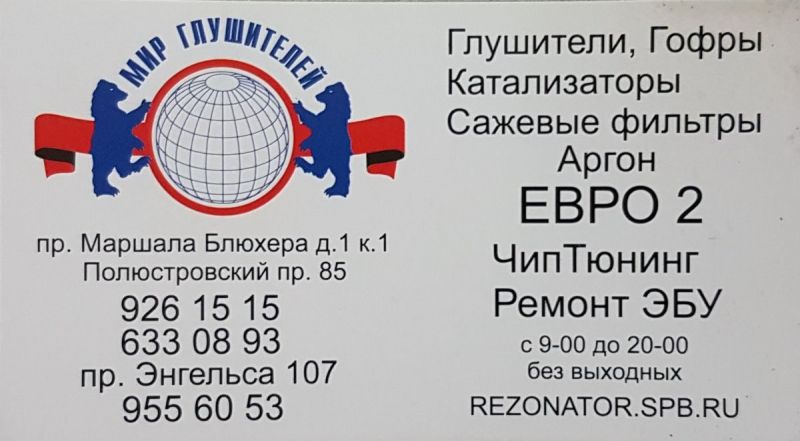 МИР ГЛУШИТЕЛЕЙ
пр. Маршала Блюхера д.1 к.1
Полюстровский пр. 85
926 15 15
633 08 93
пр. Энгельса 107
955 60 53
Глушители, Гофры
Катализаторы
Сажевые фильтры
Аргон
ЕВРО 2
ЧипТюнинг
Ремонт ЭБУ
с 9-00 до 20-00
без выходных
REZONATOR.SPB.RU